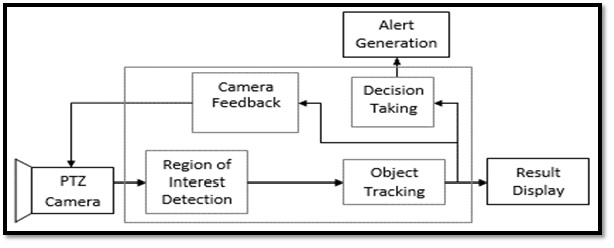 Alert
Generation
Camera
Feedback
Decision
Taking
PTZ
Camera
Region of
Interest
Detection
Object
Tracking
Result
Display